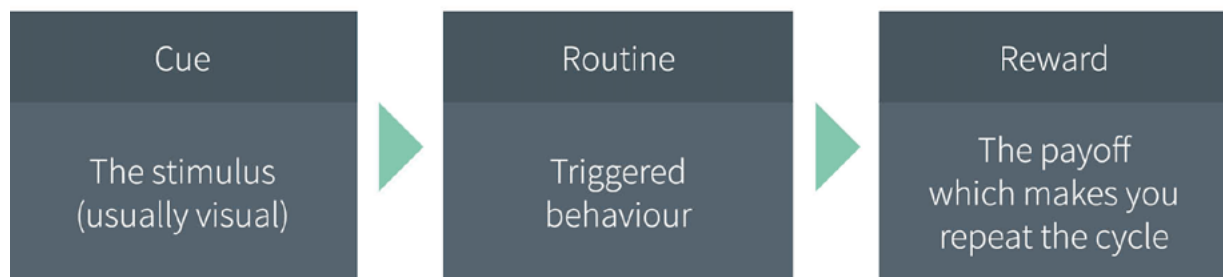 Cue
The stimulus
(usually visual)
Routine
Triggered
behaviour
Reward
The payoff
which makes you
repeat the cycle